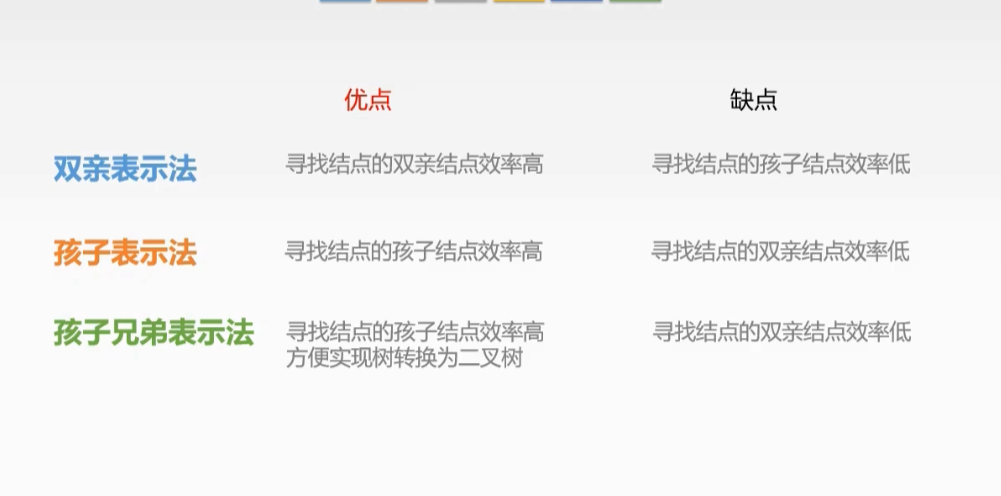 优点 缺点
双亲表示法 寻找结点的双亲结点效率高 寻找结点的孩子结点效率低
孩子表示法 寻找结点的孩子结点效率高 寻找结点的双亲结点效率低
孩子兄弟表示法 寻找结点的孩子结点效率高 寻找结点的双亲结点效率低
方便实现树转换为二叉树